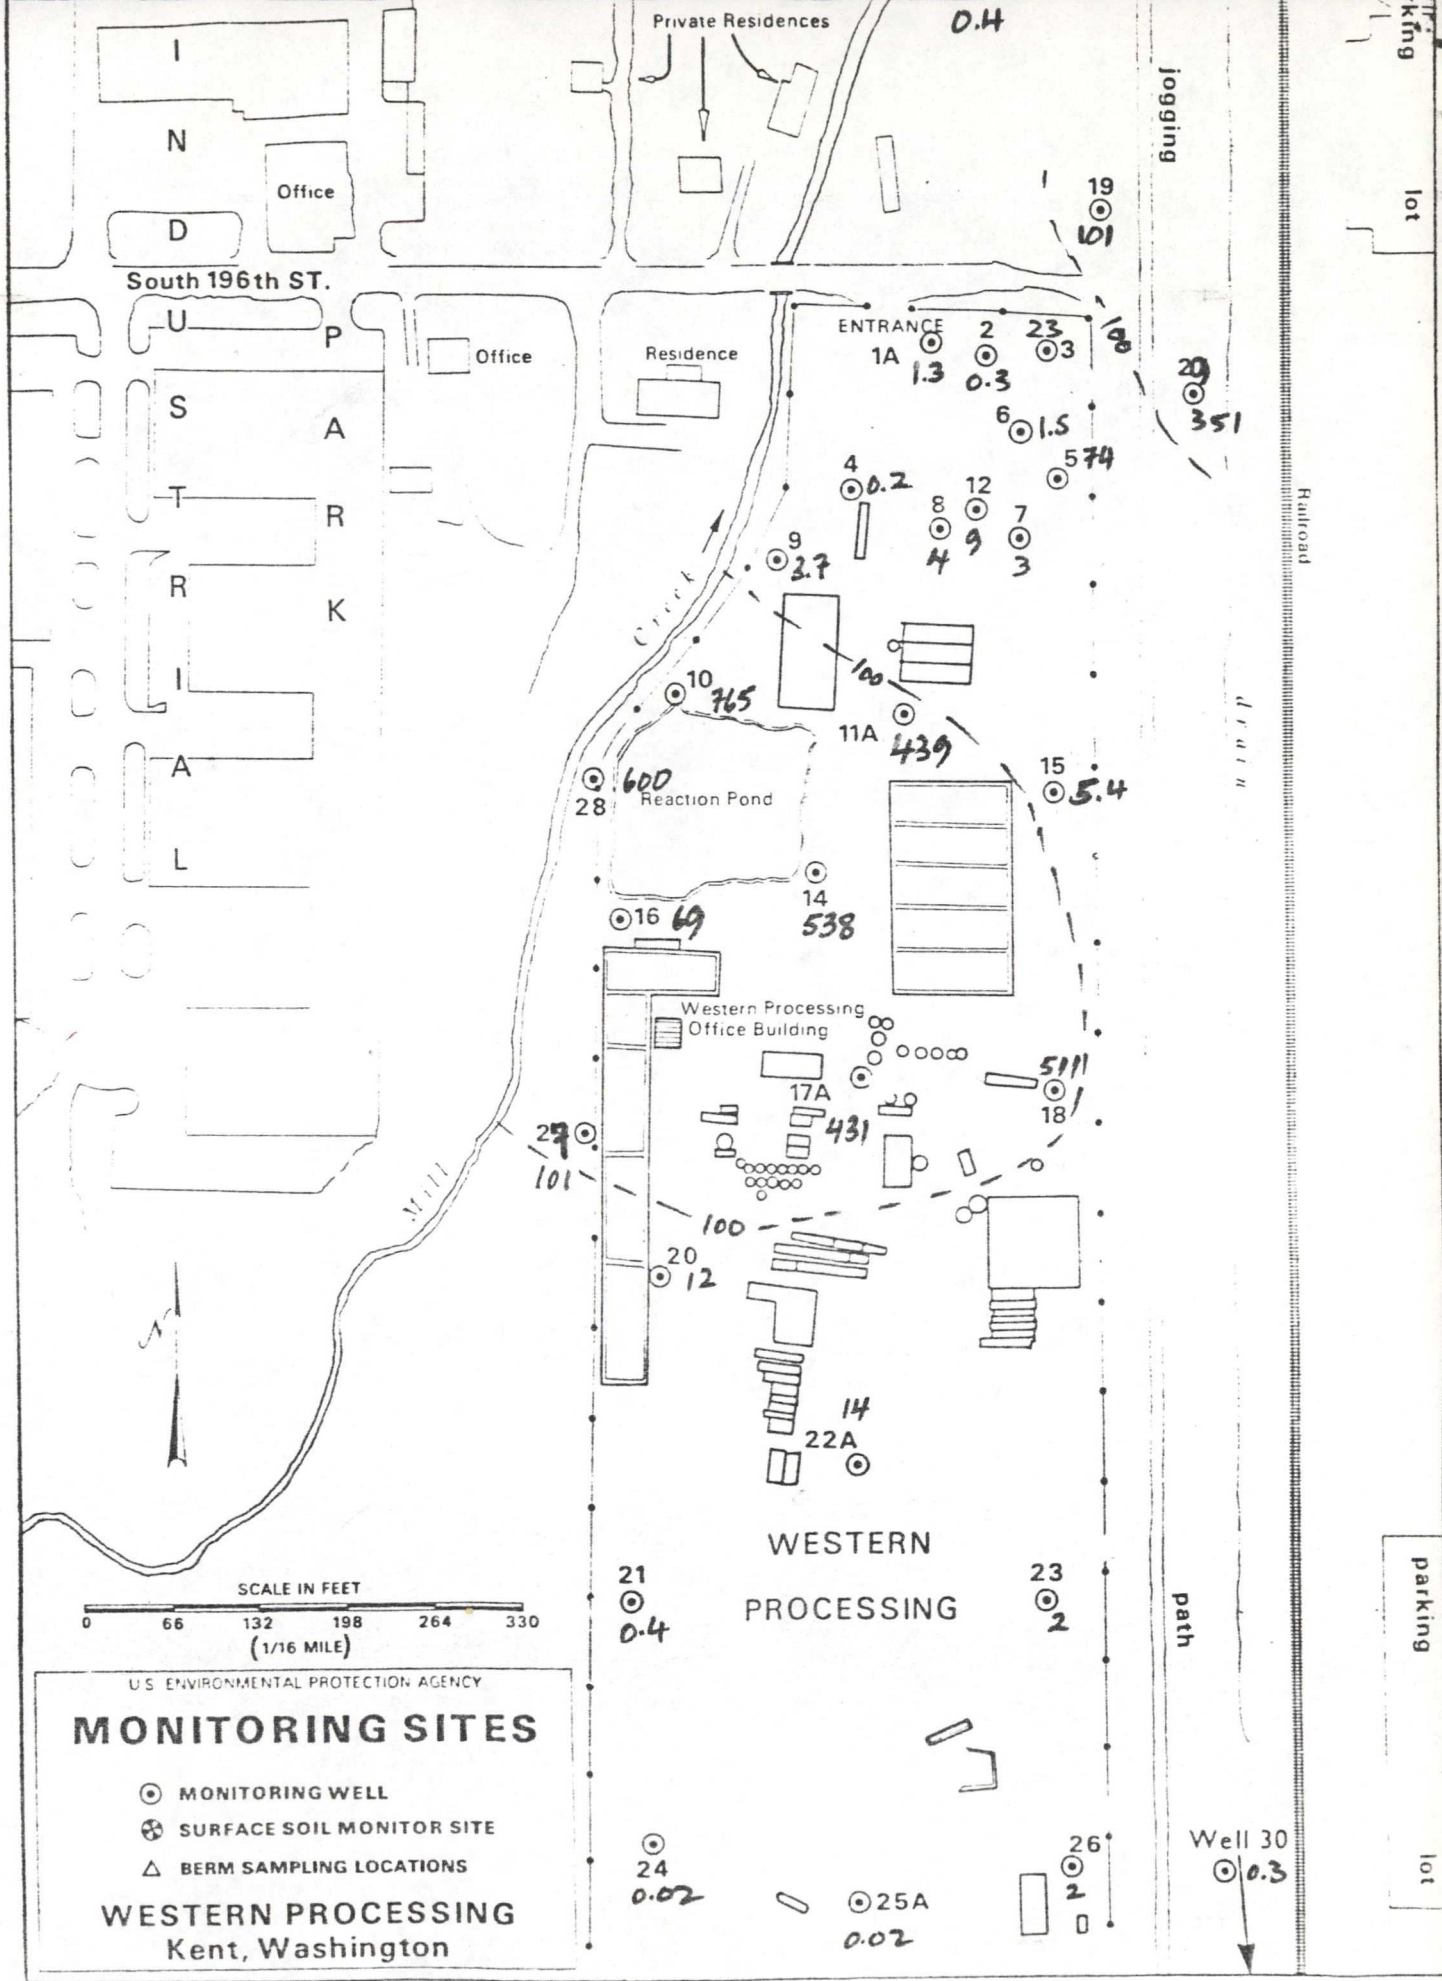 Private Residences
0.4
king
jogging
lot
I
N
D
U
S
T
R
I
A
L
P
A
R
K
Office
19
101
South 196th ST.
ENTRANCE
1A
1.3
2
0.3
23
3
100
Office
Residence
29
351
6
1.5
5
74
4
0.2
8
4
12
9
7
3
9
3.7
Railroad
Creek
100
10
765
11A
439
drain
28
600
Reaction Pond
15
5.4
14
538
16
69
Western Processing
Office Building
17A
431
5111
18
27
101
Mill
100
20
12
N
14
22A
WESTERN
PROCESSING
21
0.4
23
2
path
parking
lot
SCALE IN FEET
0 66 132 198 264 330
(1/16 MILE)
U.S. ENVIRONMENTAL PROTECTION AGENCY
MONITORING SITES
MONITORING WELL
SURFACE SOIL MONITOR SITE
BERM SAMPLING LOCATIONS
WESTERN PROCESSING
Kent, Washington
24
0.02
25A
0.02
26
2
Well 30
0.3